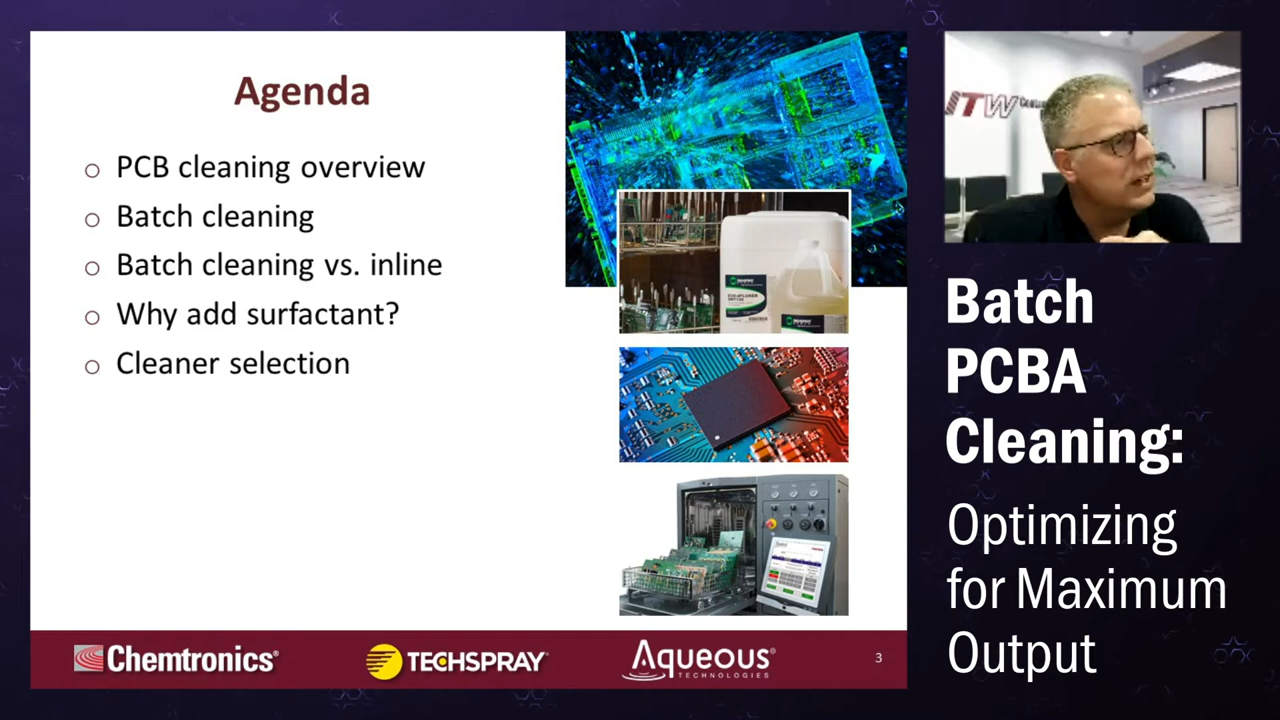 Agenda
o PCB cleaning overview
o Batch cleaning
o Batch cleaning vs. inline
o Why add surfactant?
o Cleaner selection
Chemtronics®
TECHSPRAY®
Aqueous®
TECHNOLOGIES
3
ITW
Batch
PCBA
Cleaning:
Optimizing
for Maximum
Output